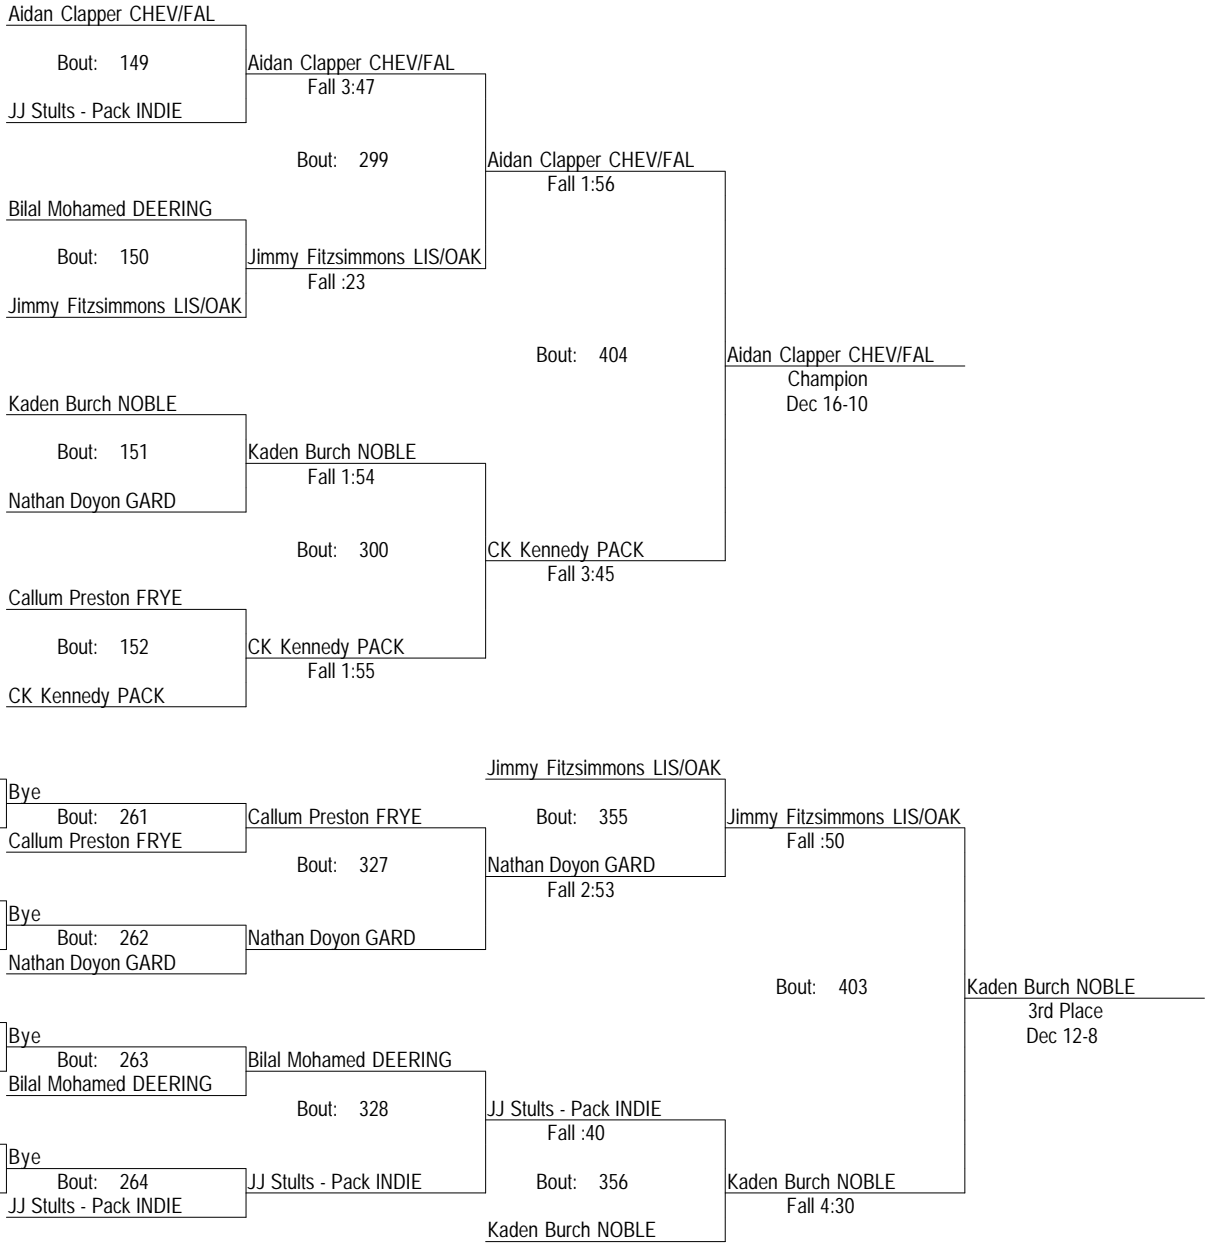 Aidan Clapper CHEV/FAL
Bout: 149 Aidan Clapper CHEV/FAL
Fall 3:47
JJ Stults - Pack INDIE
Bout: 299 Aidan Clapper CHEV/FAL
Fall 1:56
Bilal Mohamed DEERING
Bout: 150 Jimmy Fitzsimmons LIS/OAK
Fall :23
Jimmy Fitzsimmons LIS/OAK
Bout: 404 Aidan Clapper CHEV/FAL
Champion
Kaden Burch NOBLE Dec 16-10
Bout: 151 Kaden Burch NOBLE
Fall 1:54
Nathan Doyon GARD
Bout: 300 CK Kennedy PACK
Fall 3:45
Callum Preston FRYE
Bout: 152 CK Kennedy PACK
Fall 1:55
CK Kennedy PACK
Jimmy Fitzsimmons LIS/OAK
Bye
Bout: 261 Callum Preston FRYE Bout: 355 Jimmy Fitzsimmons LIS/OAK
Callum Preston FRYE Fall :50
Bout: 327 Nathan Doyon GARD
Fall 2:53
Bye
Bout: 262 Nathan Doyon GARD
Nathan Doyon GARD
Bout: 403 Kaden Burch NOBLE
3rd Place
Bye Dec 12-8
Bout: 263 Bilal Mohamed DEERING
Bilal Mohamed DEERING
Bout: 328 JJ Stults - Pack INDIE
Fall :40
Bye
Bout: 264 JJ Stults - Pack INDIE Bout: 356 Kaden Burch NOBLE
JJ Stults - Pack INDIE Fall 4:30
Kaden Burch NOBLE